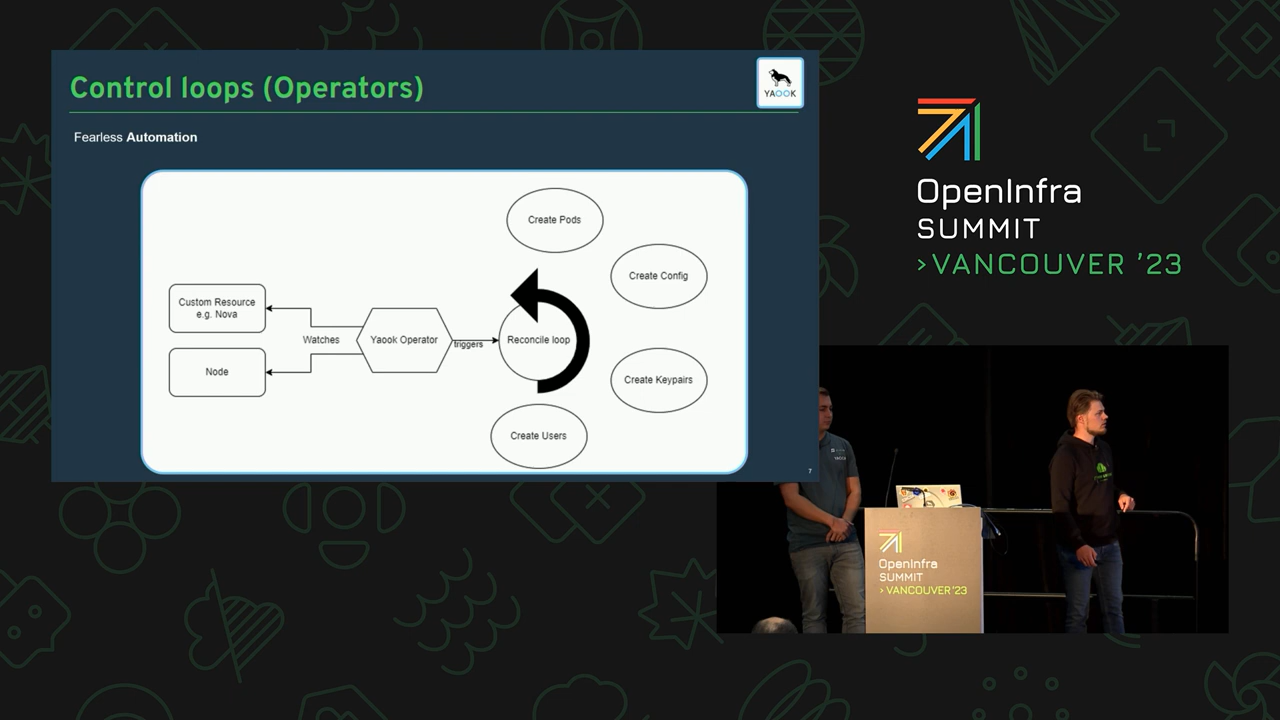 Control loops (Operators)
YAOOK
Fearless Automation
Create Pods
Create Config
Custom Resource
e.g. Nova
Watches
Yaook Operator
triggers
Reconcile loop
Node
Create Keypairs
Create Users
7
OpenInfra
SUMMIT
>VANCOUVER '23
OpenInfra
SUMMIT
>VANCOUVER '23